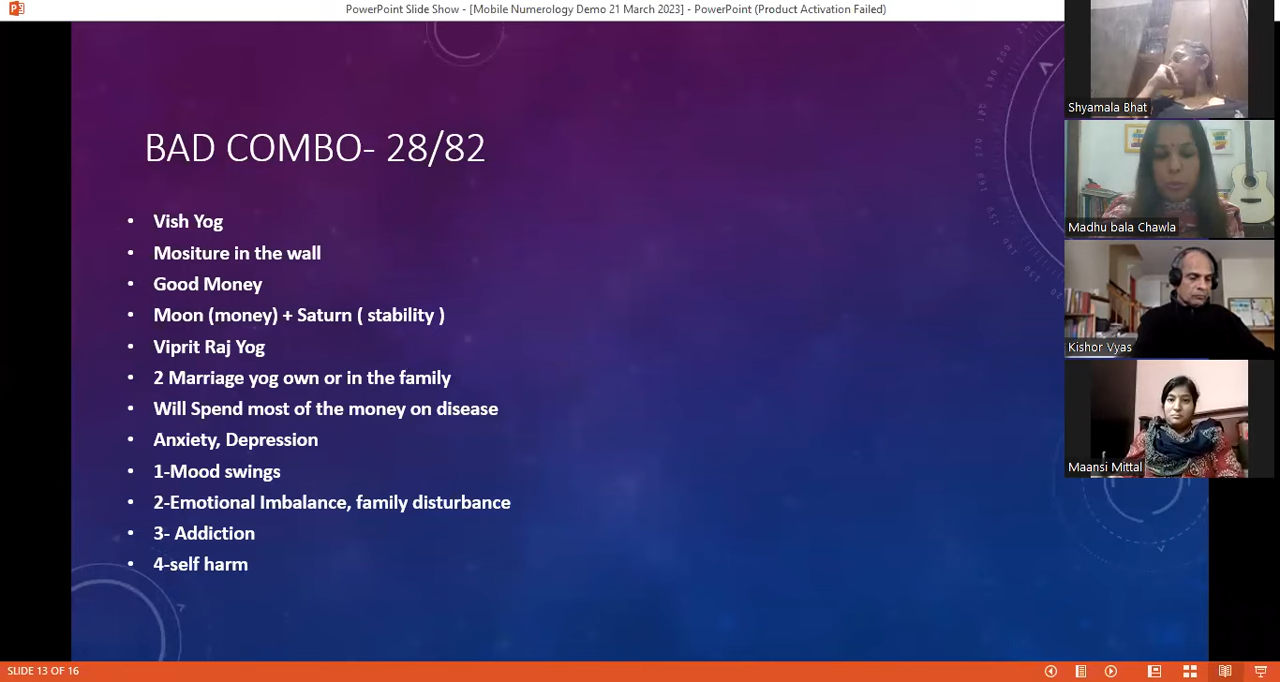 PowerPoint Slide Show - [Mobile Numerology Demo 21 March 2023] - PowerPoint (Product Activation Failed)
BAD COMBO- 28/82
• Vish Yog
• Mositure in the wall
• Good Money
• Moon (money) + Saturn ( stability )
• Viprit Raj Yog
• 2 Marriage yog own or in the family
• Will Spend most of the money on disease
• Anxiety, Depression
• 1-Mood swings
• 2-Emotional Imbalance, family disturbance
• 3- Addiction
• 4-self harm
Shyamala Bhat
Madhu bala Chawla
Kishor Vyas
Maansi Mittal
SLIDE 13 OF 16